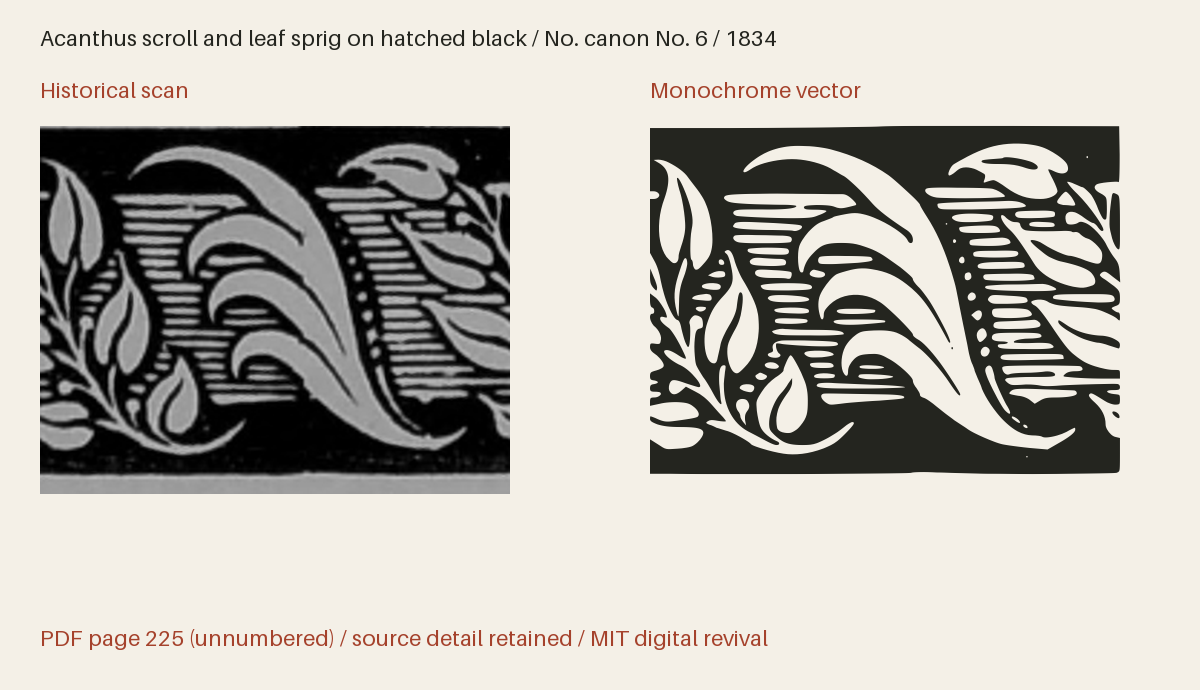 Acanthus scroll and leaf sprig on hatched black / No. canon No. 6 / 1834
Historical scan
Monochrome vector
PDF page 225 (unnumbered) / source detail retained / MIT digital revival